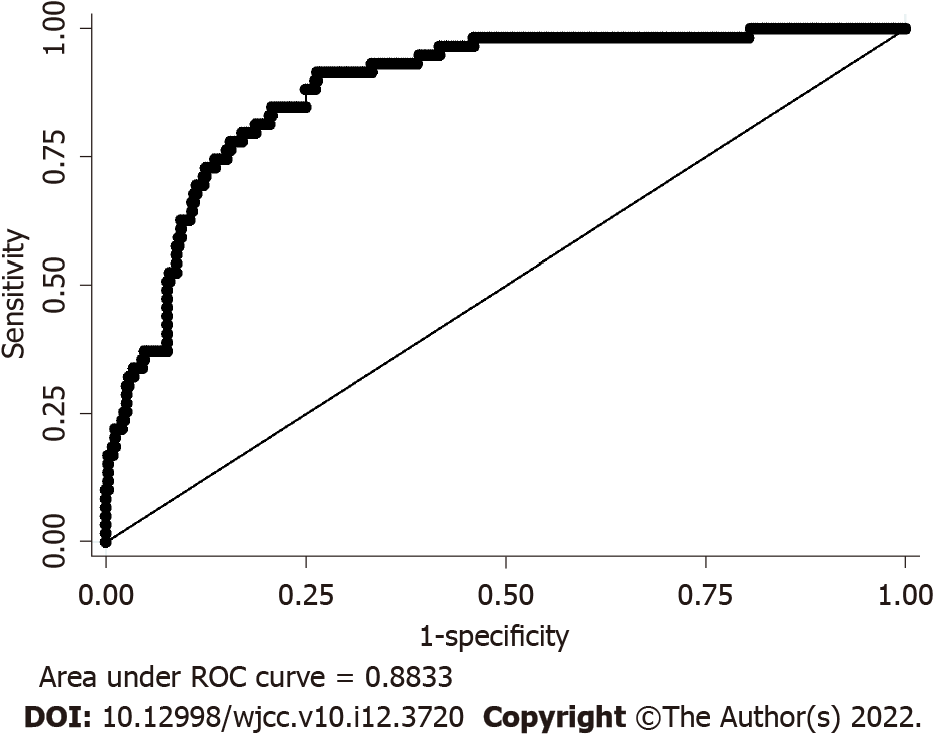 1.00
0.75
0.50
0.25
0.00
Sensitivity
0.00 0.25 0.50 0.75 1.00
1-specificity
Area under ROC curve = 0.8833
DOI: 10.12998/wjcc.v10.i12.3720 Copyright ©The Author(s) 2022.